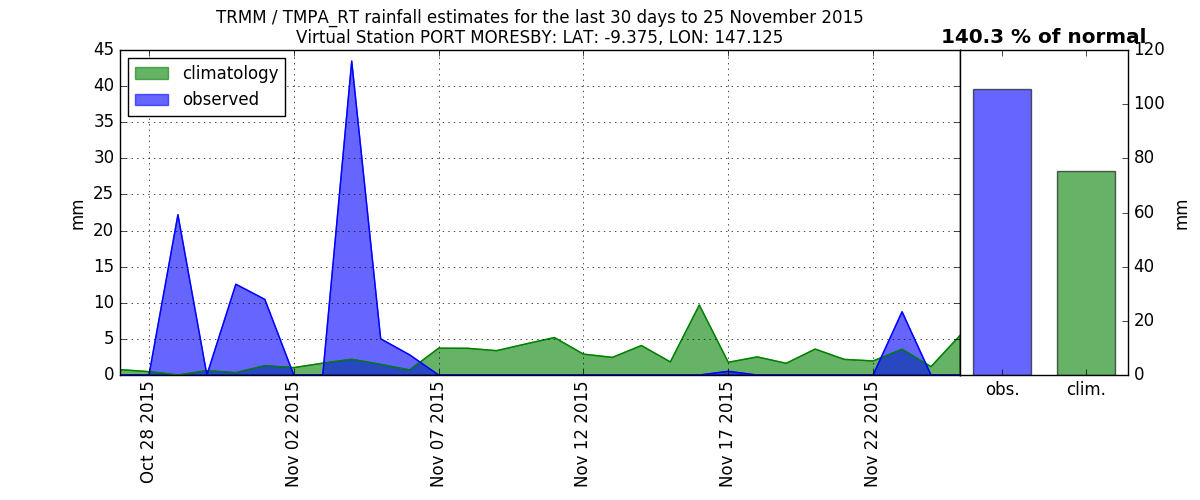 TRMM / TMPA_RT rainfall estimates for the last 30 days to 25 November 2015
Virtual Station PORT MORESBY: LAT: -9.375, LON: 147.125
140.3 % of normal
climatology
observed
45
40
35
30
25
20
15
10
5
0
mm
Oct 28 2015
Nov 02 2015
Nov 07 2015
Nov 12 2015
Nov 17 2015
Nov 22 2015
120
100
80
60
40
20
0
mm
obs.
clim.